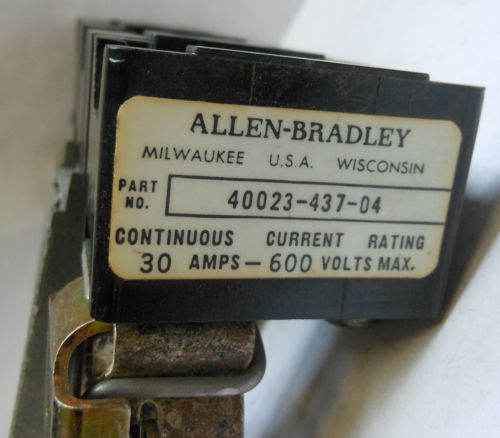 ALLEN-BRADLEY
MILWAUKEE U.S.A. WISCONSIN
PART NO. 40023-437-04
CONTINUOUS CURRENT RATING
30 AMPS-600 VOLTS MAX.